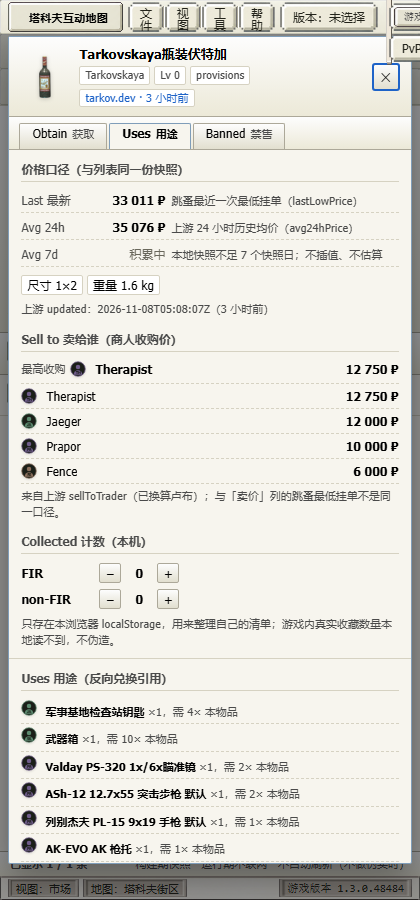 塔科夫互动地图
文件
视图
工具
帮助
版本：未选择
游戏
PvP
Tarkovskaya瓶装伏特加
Tarkovskaya
Lv 0
provisions
tarkov.dev · 3 小时前
×
Obtain 获取
Uses 用途
Banned 禁售
价格口径（与列表同一份快照）
Last 最新 33 011 ₽ 跳蚤最近一次最低挂单（lastLowPrice）
Avg 24h 35 076 ₽ 上游 24 小时历史均价（avg24hPrice）
Avg 7d 积累中 本地快照不足 7 个快照日；不插值、不估算
尺寸 1×2 重量 1.6 kg
上游 updated：2026-11-08T05:08:07Z（3 小时前）
Sell to 卖给谁（商人收购价）
最高收购 Therapist 12 750 ₽
Therapist 12 750 ₽
Jaeger 12 000 ₽
Prapor 10 000 ₽
Fence 6 000 ₽
来自上游 sellToTrader（已换算卢布）；与「卖价」列的跳蚤最低挂单不是同
一口径。
Collected 计数（本机）
FIR − 0 +
non-FIR − 0 +
只存在本浏览器 localStorage，用来整理自己的清单；游戏内真实收藏数量本
地读不到，不伪造。
Uses 用途（反向兑换引用）
军事基地检查站钥匙 ×1，需 4× 本物品
武器箱 ×1，需 10× 本物品
Valday PS-320 1x/6x瞄准镜 ×1，需 2× 本物品
ASh-12 12.7x55 突击步枪 默认 ×1，需 2× 本物品
列别杰夫 PL-15 9x19 手枪 默认 ×1，需 1× 本物品
AK-EVO AK 枪托 ×1，需 1× 本物品
视图：市场
地图：塔科夫街区
游戏版本 1.3.0.48484